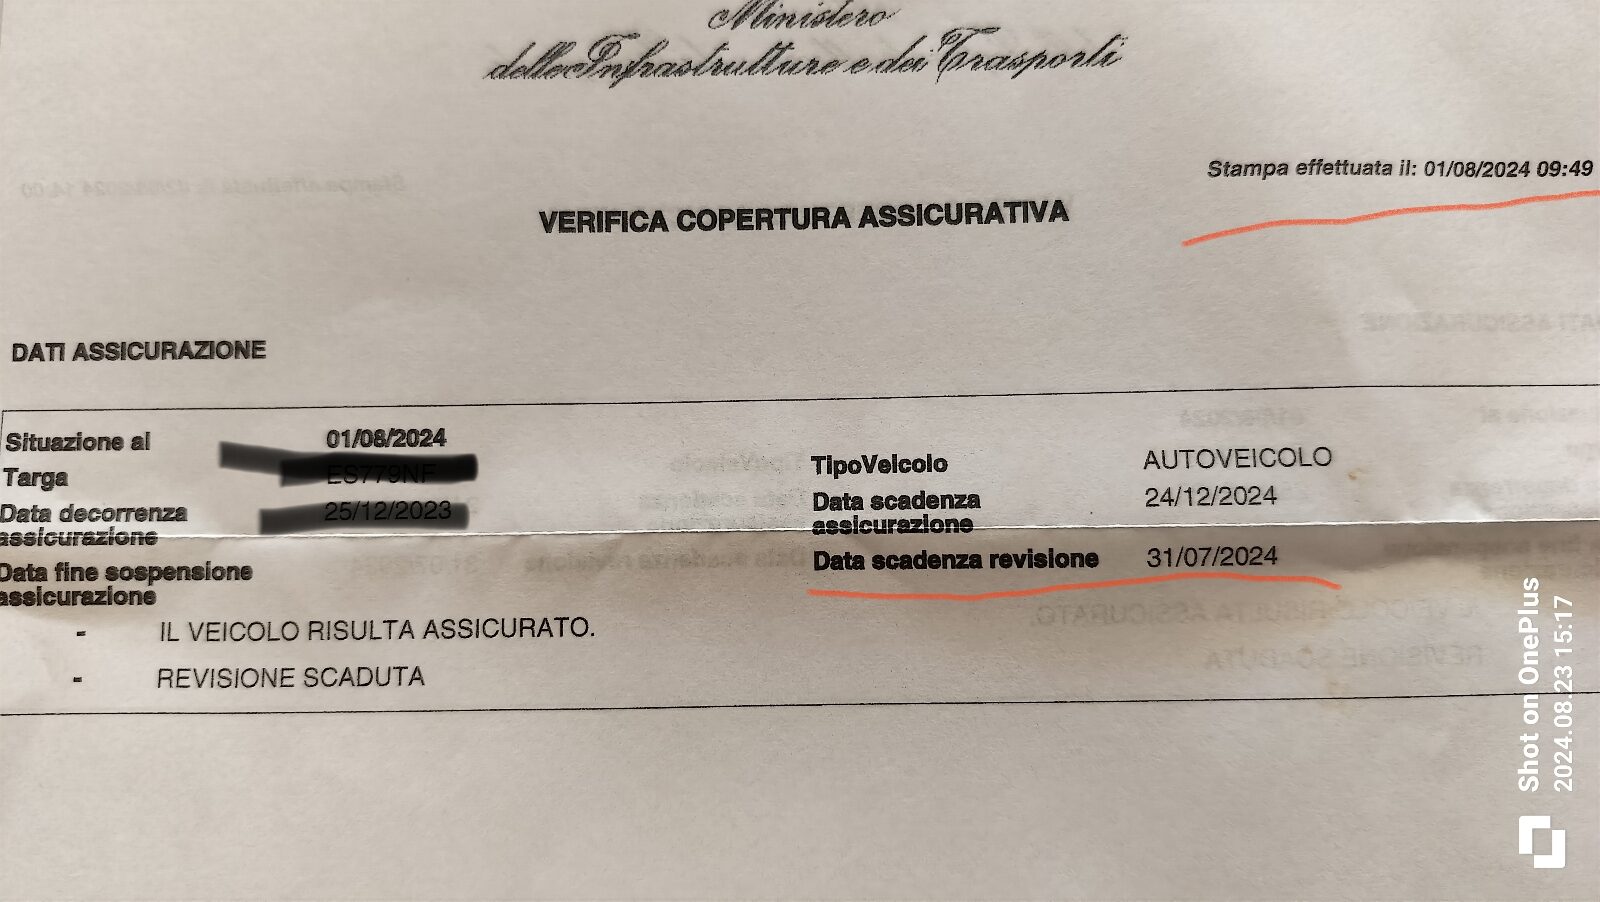 Ministero
delle Infrastrutture e dei Trasporti
Stampa effettuata il: 01/08/2024 09:49
VERIFICA COPERTURA ASSICURATIVA
DATI ASSICURAZIONE
Situazione al 01/08/2024
Targa
TipoVeicolo AUTOVEICOLO
Data decorrenza assicurazione 25/12/2023
Data scadenza assicurazione 24/12/2024
Data fine sospensione assicurazione
Data scadenza revisione 31/07/2024
- IL VEICOLO RISULTA ASSICURATO.
- REVISIONE SCADUTA
Shot on OnePlus
2024.08.23 15:17